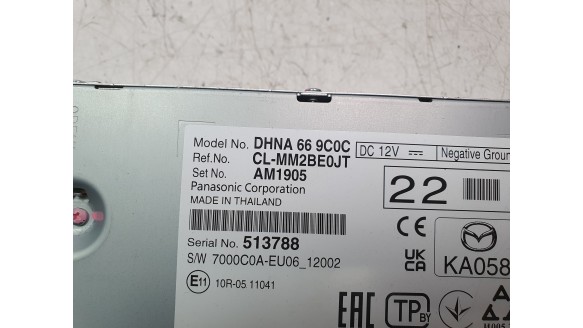 Model No. DHNA 66 9C0C
Ref.No. CL-MM2BE0JT
Set No. AM1905
Panasonic Corporation
MADE IN THAILAND
Serial No. 513788
S/W 7000C0A-EU06_12002
E11 10R-05 11041
DC 12V Negative
22
CE
UK CA
KA058
EAC
TP BY